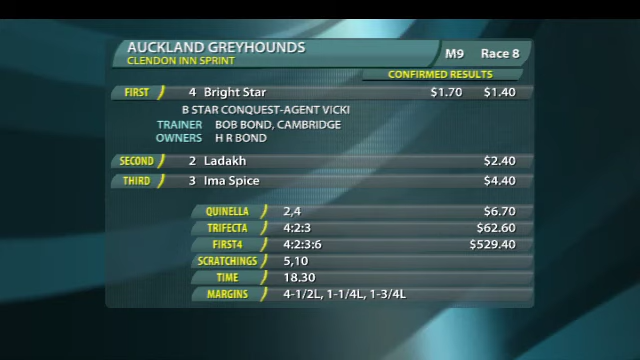 AUCKLAND GREYHOUNDS
CLENDON INN SPRINT
M9 Race 8
CONFIRMED RESULTS
FIRST 4 Bright Star $1.70 $1.40
B STAR CONQUEST-AGENT VICKI
TRAINER BOB BOND, CAMBRIDGE
OWNERS H R BOND
SECOND 2 Ladakh $2.40
THIRD 3 Ima Spice $4.40
QUINELLA 2,4 $6.70
TRIFECTA 4:2:3 $62.60
FIRST4 4:2:3:6 $529.40
SCRATCHINGS 5,10
TIME 18.30
MARGINS 4-1/2L, 1-1/4L, 1-3/4L